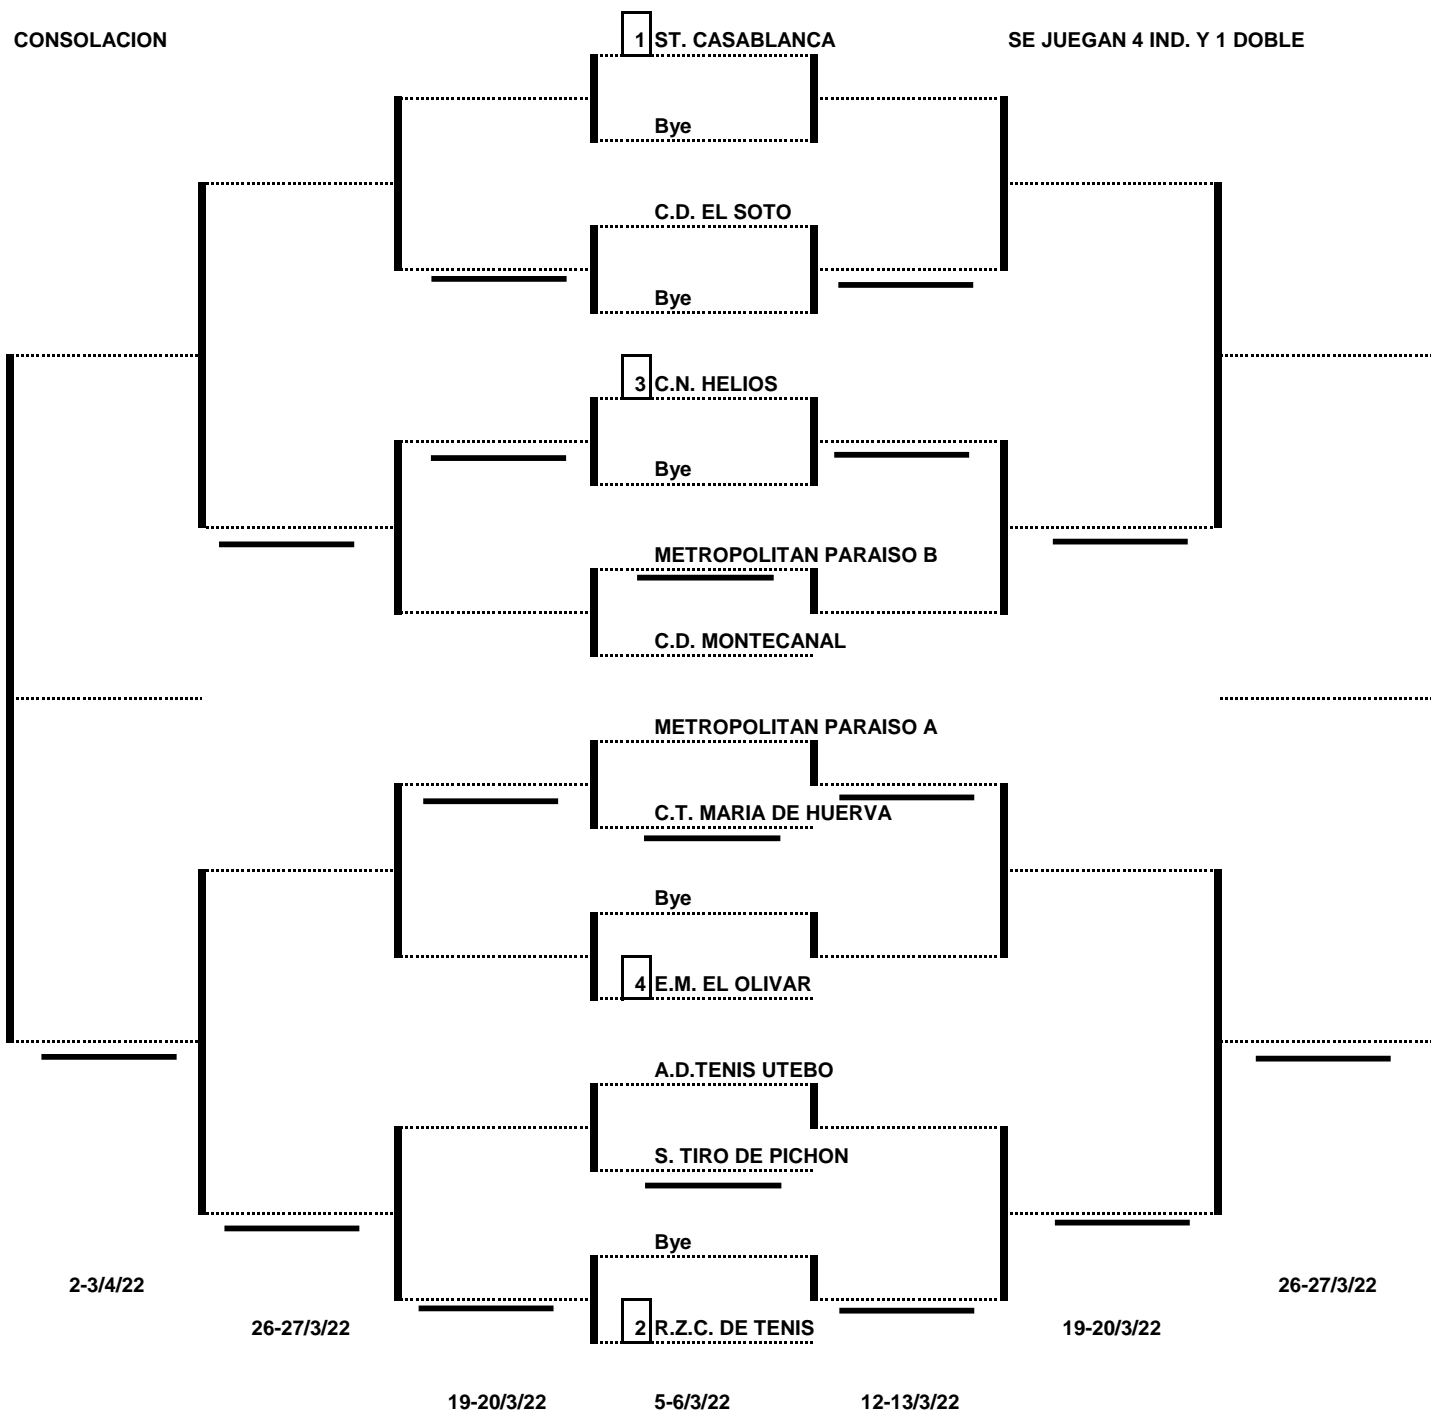 CONSOLACION
1 ST. CASABLANCA
SE JUEGAN 4 IND. Y 1 DOBLE
Bye
C.D. EL SOTO
Bye
3 C.N. HELIOS
Bye
METROPOLITAN PARAISO B
C.D. MONTECANAL
METROPOLITAN PARAISO A
C.T. MARIA DE HUERVA
Bye
4 E.M. EL OLIVAR
A.D.TENIS UTEBO
S. TIRO DE PICHON
Bye
2-3/4/22
26-27/3/22
26-27/3/22
2 R.Z.C. DE TENIS
19-20/3/22
19-20/3/22
5-6/3/22
12-13/3/22